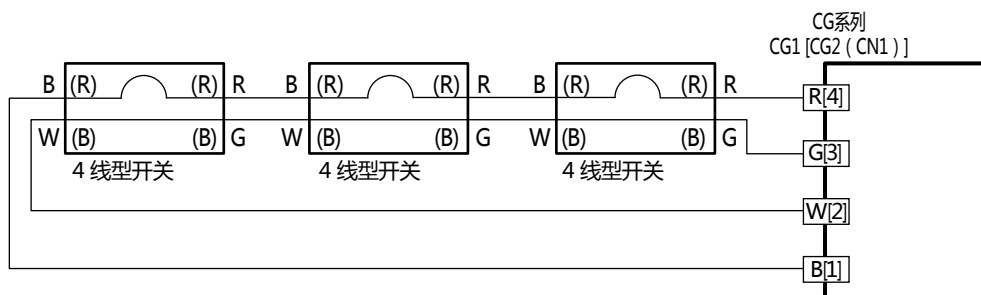 CG系列
CG1 [CG2 ( CN1 ) ]
B (R) (R) R B (R) (R) R B (R) (R) R R[4]
W (B) (B) G W (B) (B) G W (B) (B) G G[3]
4 线型开关 4 线型开关 4 线型开关
W[2]
B[1]